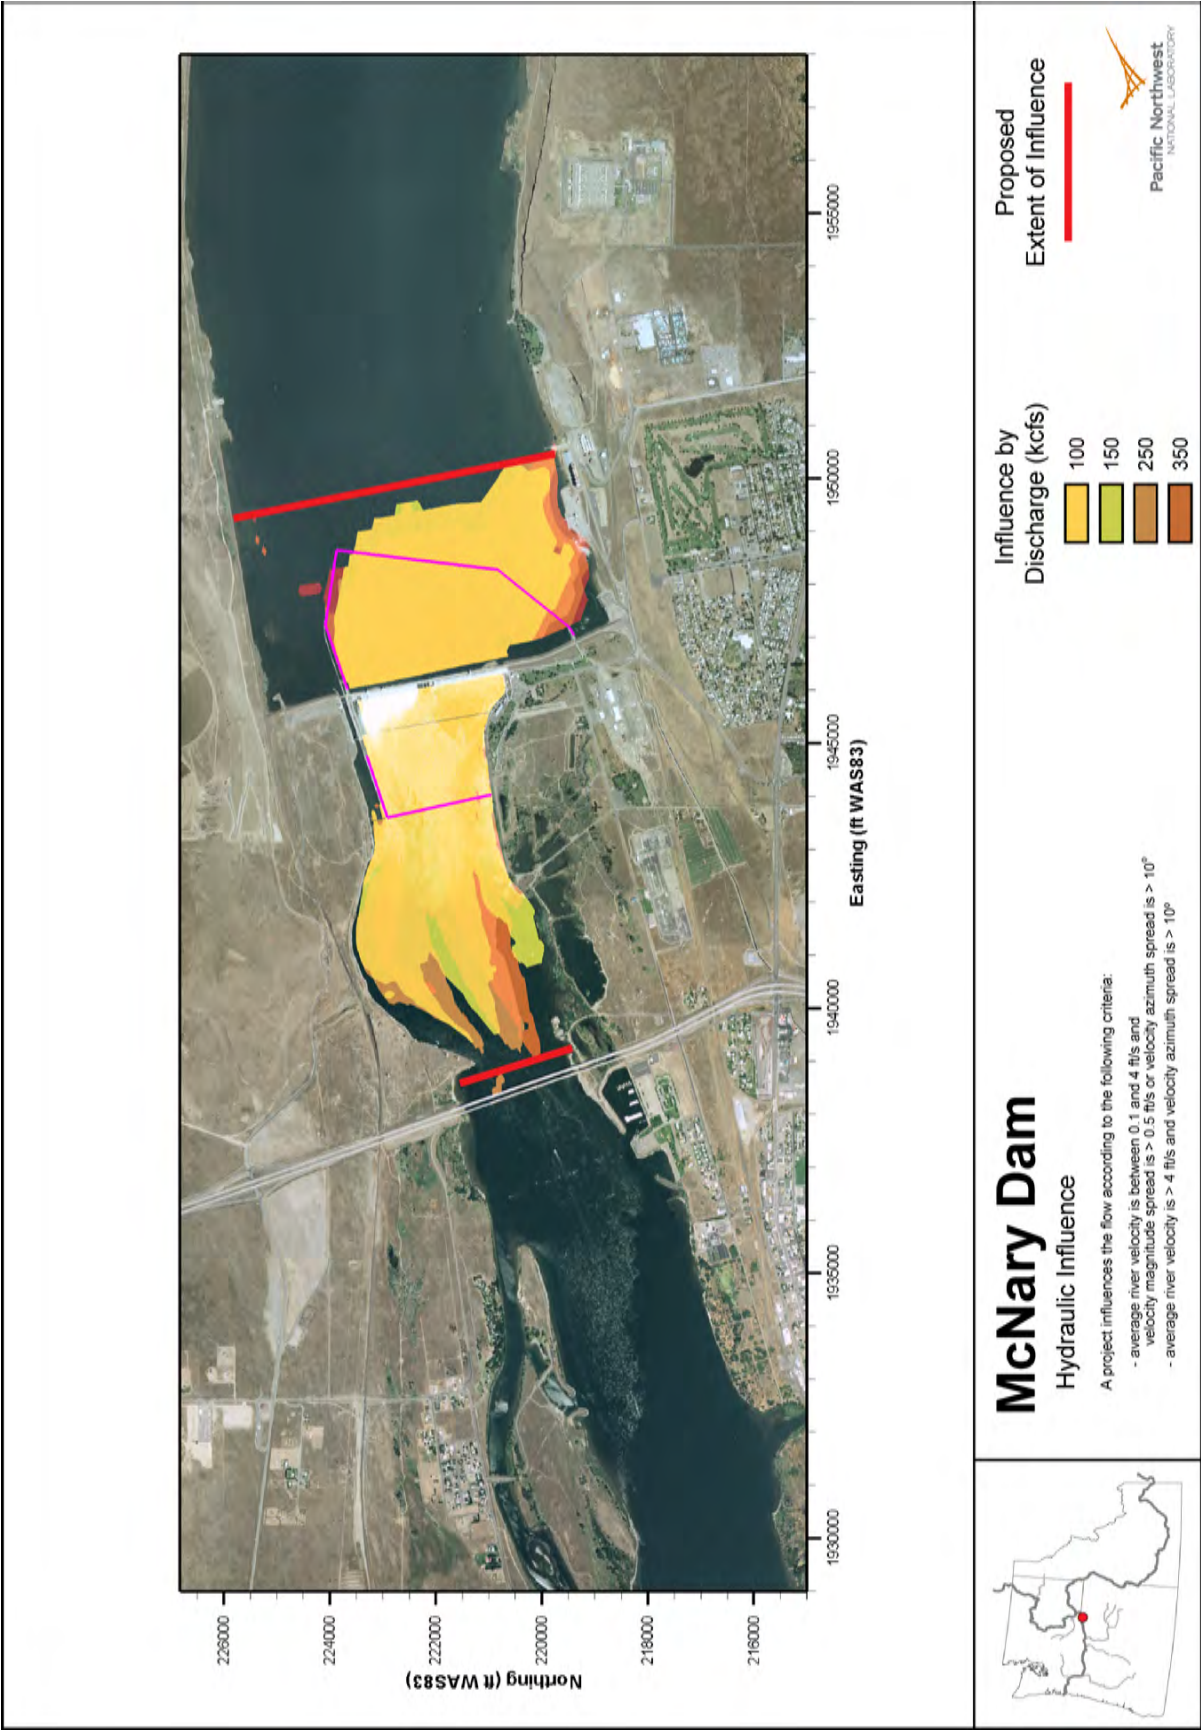 226000
224000
222000
220000
218000
216000
Northing (ft WAS83)
1930000
1935000
1940000
1945000
1950000
1955000
Easting (ft WAS83)
McNary Dam
Hydraulic Influence
A project influences the flow according to the following criteria:
- average river velocity is between 0.1 and 4 ft/s and
velocity magnitude spread is > 0.5 ft/s or velocity azimuth spread is > 10°
- average river velocity is > 4 ft/s and velocity azimuth spread is > 10°
Influence by
Discharge (kcfs)
100
150
250
350
Proposed
Extent of Influence
Pacific Northwest
NATIONAL LABORATORY